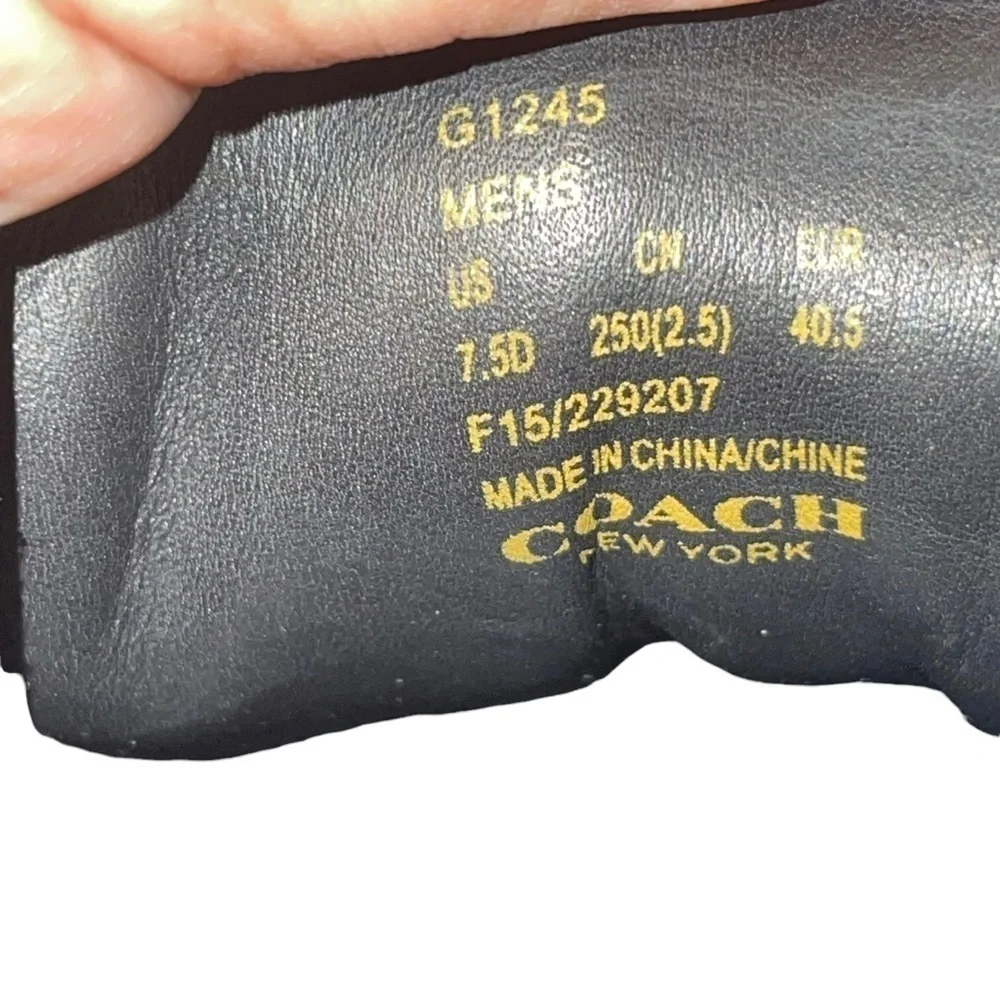 G1245
MENS
US CN EUR
7.5D 250(2.5) 40.5
F15/229207
MADE IN CHINA/CHINE
COACH
NEW YORK